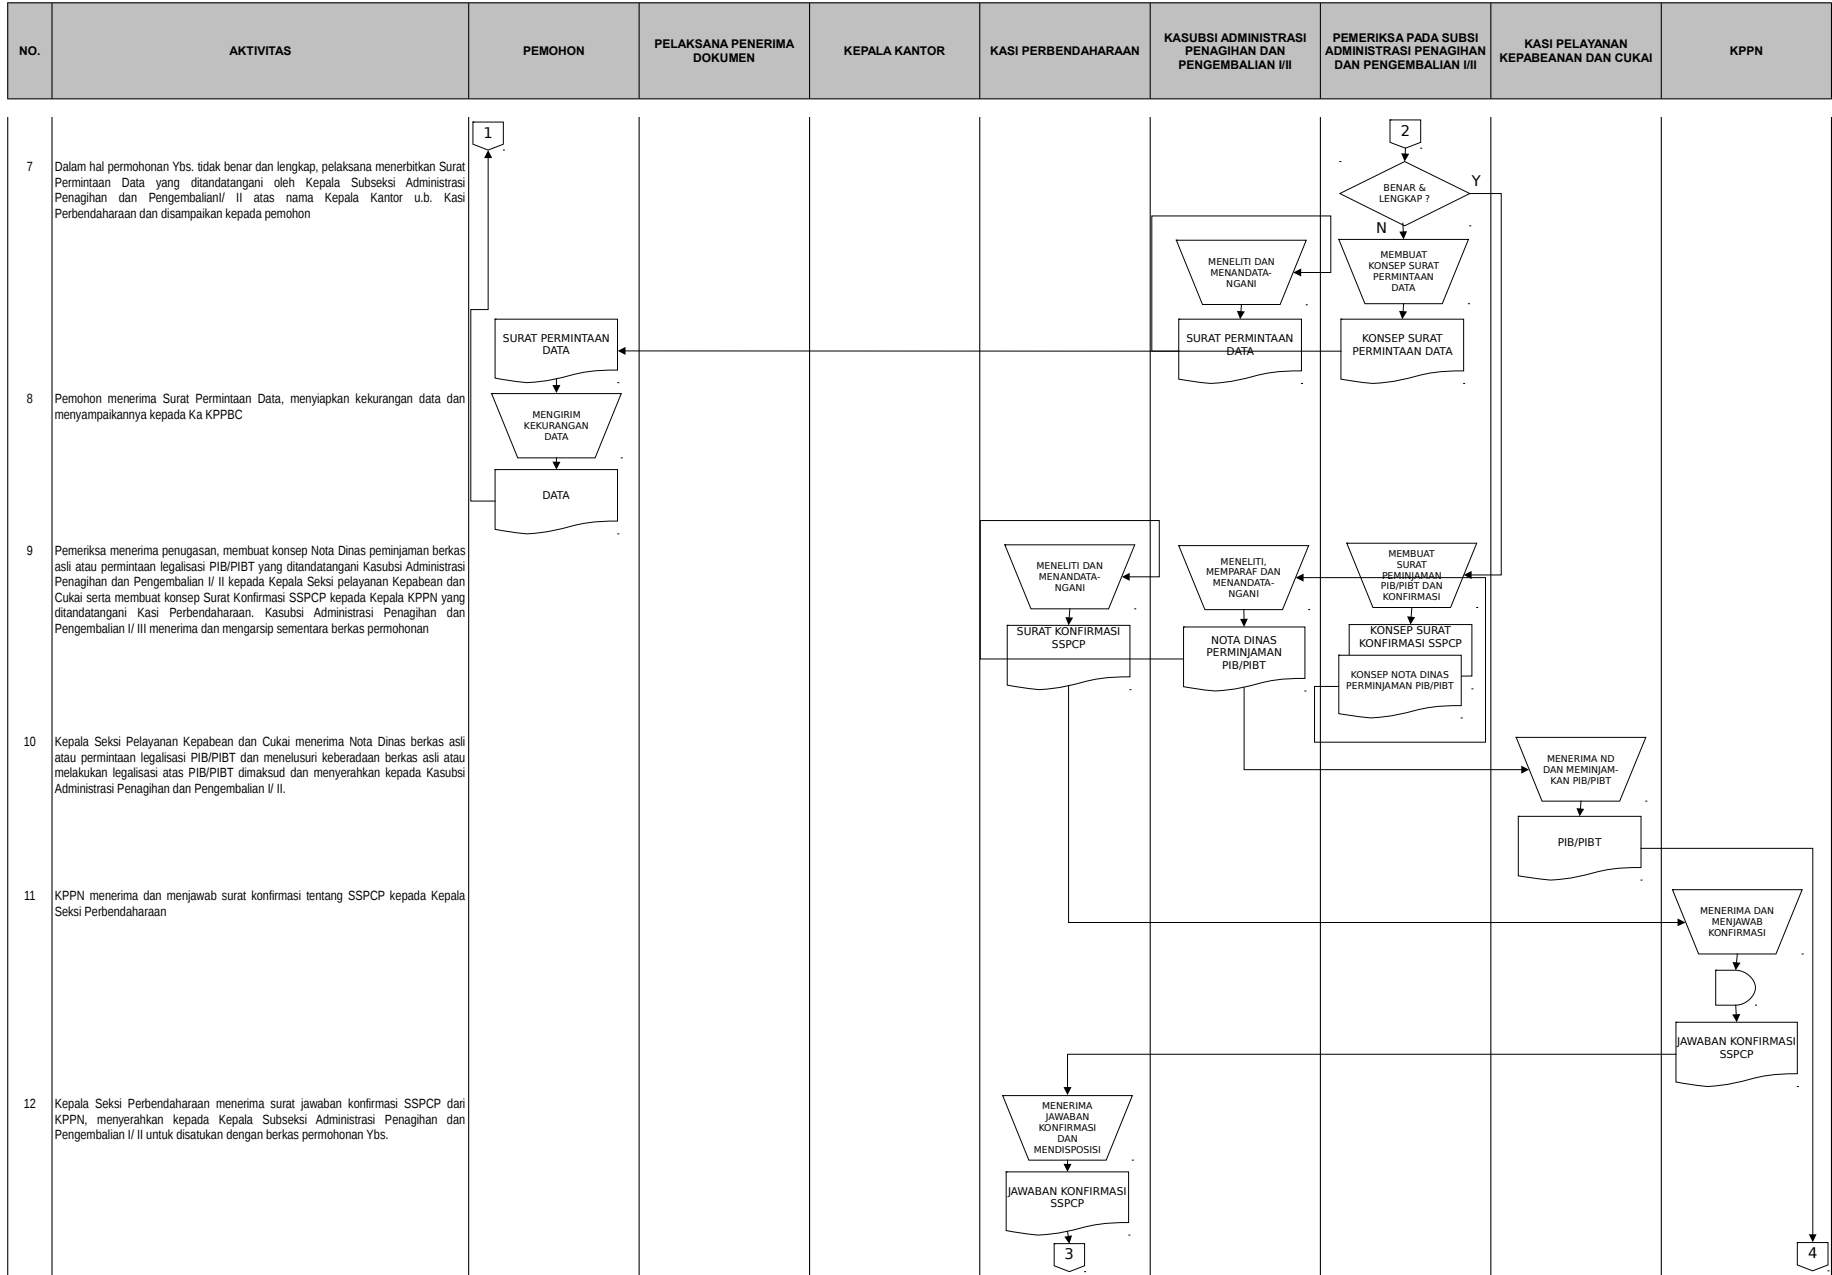 NO.
AKTIVITAS
PEMOHON
PELAKSANA PENERIMA
DOKUMEN
KEPALA KANTOR
KASI PERBENDAHARAAN
KASUBSI ADMINISTRASI
PENAGIHAN DAN
PENGEMBALIAN I/II
PEMERIKSA PADA SUBSI
ADMINISTRASI PENAGIHAN
DAN PENGEMBALIAN I/II
KASI PELAYANAN
KEPABEANAN DAN CUKAI
KPPN
1
2
7
Dalam hal permohonan Ybs. tidak benar dan lengkap, pelaksana menerbitkan Surat
Permintaan Data yang ditandatangani oleh Kepala Subseksi Administrasi
Penagihan dan PengembalianI/ II atas nama Kepala Kantor u.b. Kasi
Perbendaharaan dan disampaikan kepada pemohon
BENAR &
LENGKAP ?
Y
N
MENELITI DAN
MENANDATA-
NGANI
MEMBUAT
KONSEP SURAT
PERMINTAAN
DATA
SURAT PERMINTAAN
DATA
SURAT PERMINTAAN
DATA
KONSEP SURAT
PERMINTAAN DATA
8
Pemohon menerima Surat Permintaan Data, menyiapkan kekurangan data dan
menyampaikannya kepada Ka KPPBC
MENGIRIM
KEKURANGAN
DATA
DATA
9
Pemeriksa menerima penugasan, membuat konsep Nota Dinas peminjaman berkas
asli atau permintaan legalisasi PIB/PIBT yang ditandatangani Kasubsi Administrasi
Penagihan dan Pengembalian I/ II kepada Kepala Seksi pelayanan Kepabean dan
Cukai serta membuat konsep Surat Konfirmasi SSPCP kepada Kepala KPPN yang
ditandatangani Kasi Perbendaharaan. Kasubsi Administrasi Penagihan dan
Pengembalian I/ III menerima dan mengarsip sementara berkas permohonan
MENELITI DAN
MENANDATA-
NGANI
MENELITI,
MEMPARAF DAN
MENANDATA-
NGANI
MEMBUAT
SURAT
PEMINJAMAN
PIB/PIBT DAN
KONFIRMASI
SURAT KONFIRMASI
SSPCP
NOTA DINAS
PERMINJAMAN
PIB/PIBT
KONSEP SURAT
KONFIRMASI SSPCP
KONSEP NOTA DINAS
PERMINJAMAN PIB/PIBT
10
Kepala Seksi Pelayanan Kepabean dan Cukai menerima Nota Dinas berkas asli
atau permintaan legalisasi PIB/PIBT dan menelusuri keberadaan berkas asli atau
melakukan legalisasi atas PIB/PIBT dimaksud dan menyerahkan kepada Kasubsi
Administrasi Penagihan dan Pengembalian I/ II.
MENERIMA ND
DAN MEMINJAM-
KAN PIB/PIBT
PIB/PIBT
11
KPPN menerima dan menjawab surat konfirmasi tentang SSPCP kepada Kepala
Seksi Perbendaharaan
MENERIMA DAN
MENJAWAB
KONFIRMASI
JAWABAN KONFIRMASI
SSPCP
12
Kepala Seksi Perbendaharaan menerima surat jawaban konfirmasi SSPCP dari
KPPN, menyerahkan kepada Kepala Subseksi Administrasi Penagihan dan
Pengembalian I/ II untuk disatukan dengan berkas permohonan Ybs.
MENERIMA
JAWABAN
KONFIRMASI
DAN
MENDISPOSISI
JAWABAN KONFIRMASI
SSPCP
3
4